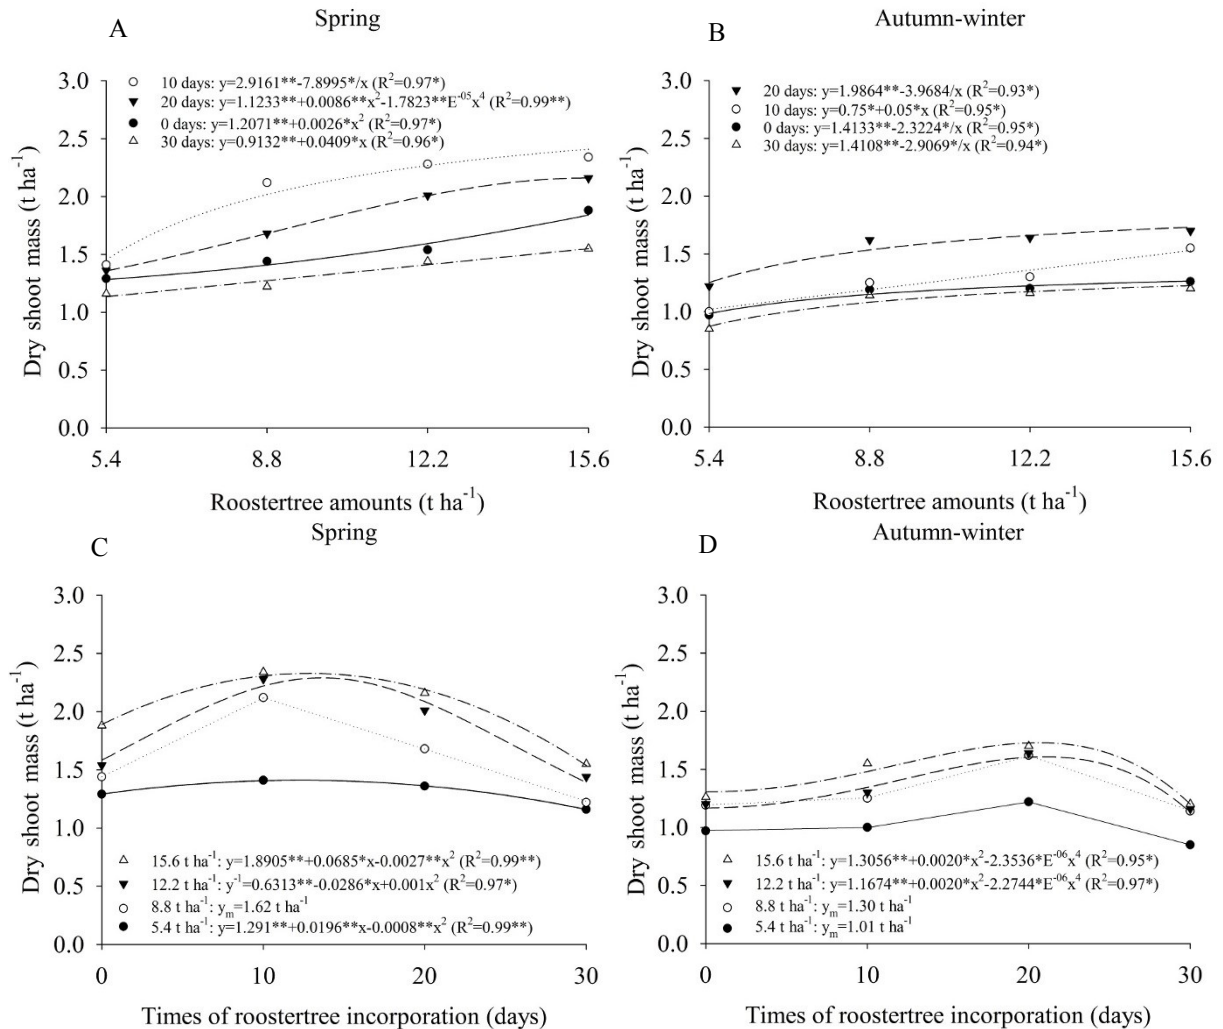 A
Spring
10 days: y=2.9161**-7.8995*/x (R²=0.97*)
20 days: y=1.1233**+0.0086**x²-1.7823**E⁻⁰⁵x⁴ (R²=0.99**)
0 days: y=1.2071**+0.0026*x² (R²=0.97*)
30 days: y=0.9132**+0.0409*x (R²=0.96*)
Dry shoot mass (t ha⁻¹)
3.0
2.5
2.0
1.5
1.0
0.5
0.0
5.4 8.8 12.2 15.6
Roostertree amounts (t ha⁻¹)
B
Autumn-winter
20 days: y=1.9864**-3.9684/x (R²=0.93*)
10 days: y=0.75*+0.05*x (R²=0.95*)
0 days: y=1.4133**-2.3224*/x (R²=0.95*)
30 days: y=1.4108**-2.9069*/x (R²=0.94*)
Dry shoot mass (t ha⁻¹)
3.0
2.5
2.0
1.5
1.0
0.5
0.0
5.4 8.8 12.2 15.6
Roostertree amounts (t ha⁻¹)
C
Spring
Dry shoot mass (t ha⁻¹)
3.0
2.5
2.0
1.5
1.0
0.5
0.0
15.6 t ha⁻¹: y=1.8905**+0.0685*x-0.0027**x² (R²=0.99**)
12.2 t ha⁻¹: y⁻¹=0.6313**-0.0286*x+0.001x² (R²=0.97*)
8.8 t ha⁻¹: yₘ=1.62 t ha⁻¹
5.4 t ha⁻¹: y=1.291**+0.0196**x-0.0008**x² (R²=0.99**)
0 10 20 30
Times of roostertree incorporation (days)
D
Autumn-winter
Dry shoot mass (t ha⁻¹)
3.0
2.5
2.0
1.5
1.0
0.5
0.0
15.6 t ha⁻¹: y=1.3056**+0.0020*x²-2.3536*E⁻⁰⁶x⁴ (R²=0.95*)
12.2 t ha⁻¹: y=1.1674**+0.0020*x²-2.2744*E⁻⁰⁶x⁴ (R²=0.97*)
8.8 t ha⁻¹: yₘ=1.30 t ha⁻¹
5.4 t ha⁻¹: yₘ=1.01 t ha⁻¹
0 10 20 30
Times of roostertree incorporation (days)